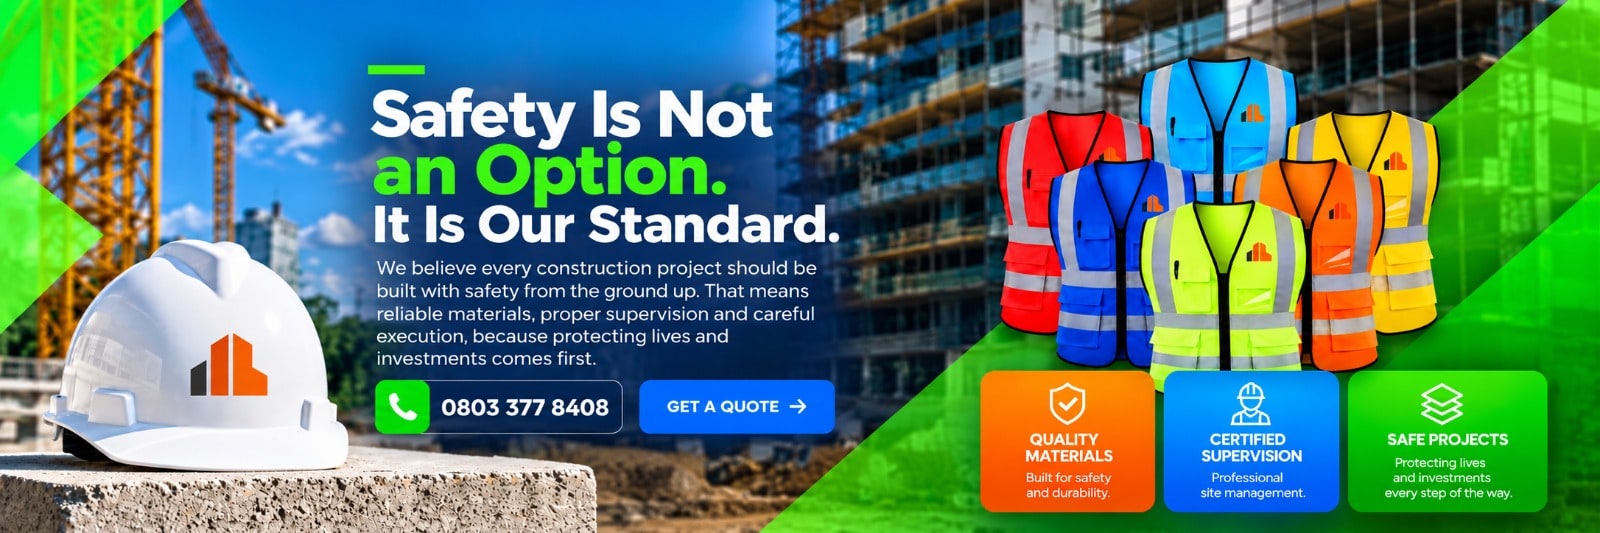 Safety Is Not
an Option.
It Is Our Standard.
We believe every construction project should be
built with safety from the ground up. That means
reliable materials, proper supervision and careful
execution, because protecting lives and
investments comes first.
0803 377 8408
GET A QUOTE
QUALITY
MATERIALS
Built for safety
and durability.
CERTIFIED
SUPERVISION
Professional
site management.
SAFE PROJECTS
Protecting lives
and investments
every step of the way.